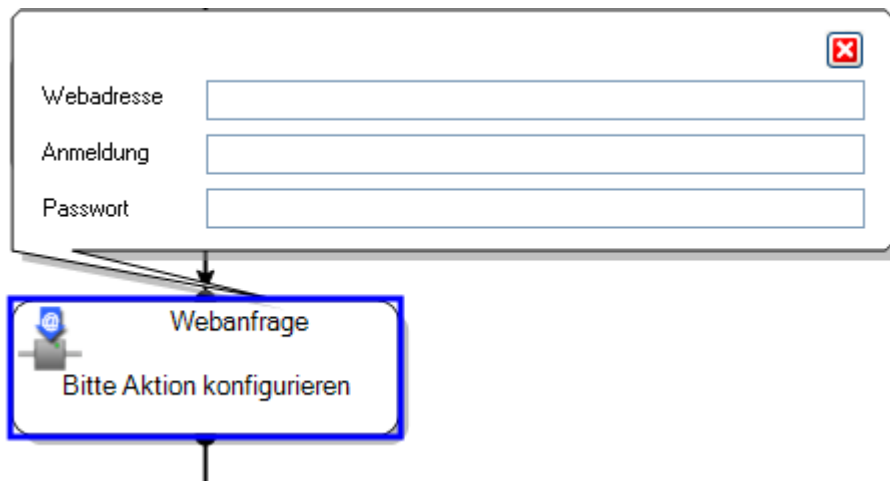 Webadresse
Anmeldung
Passwort
@
Webanfrage
Bitte Aktion konfigurieren